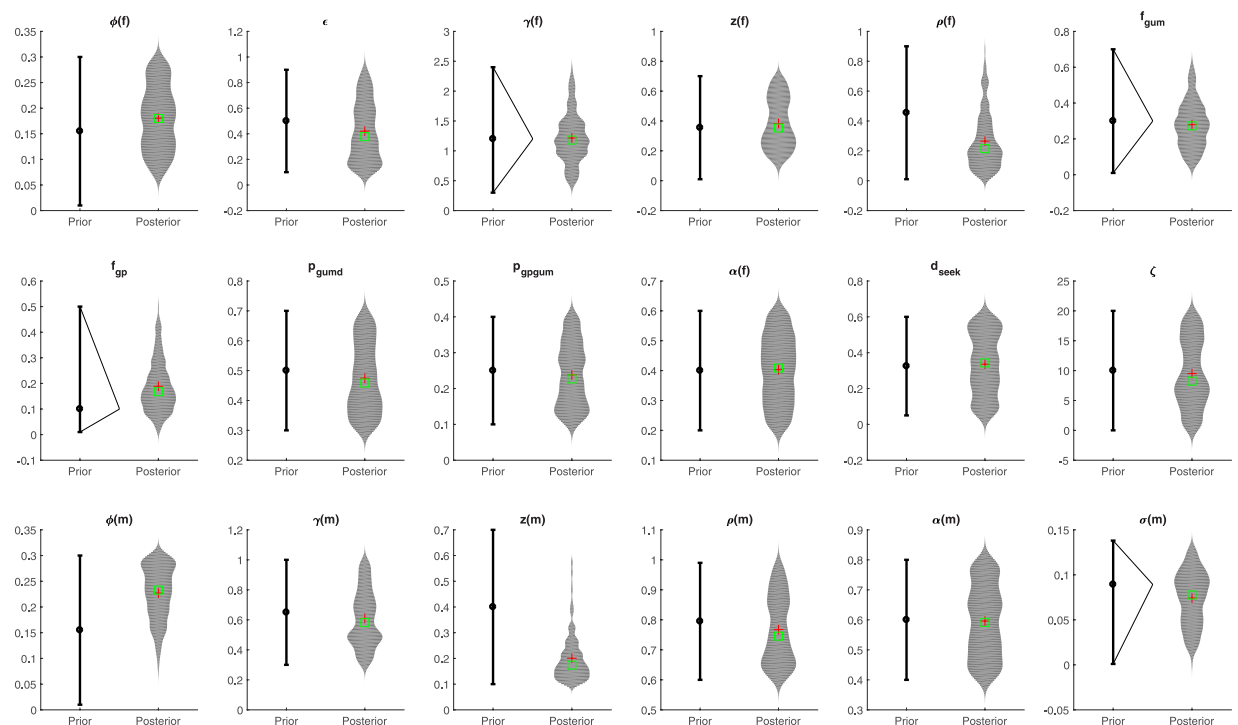 ϕ(f) ϵ γ(f) z(f) ρ(f) f_gum
0.35 1.2 3 1 1 0.8
0.3 1 2.5 0.8 0.8 0.6
0.25 0.8 2 0.6 0.6 0.4
0.2 0.6 1.5 0.4 0.4 0.2
0.15 0.4 1 0.2 0.2 0
0.1 0.2 0.5 0 0 -0.2
0.05 0 0 -0.2 -0.2
0 -0.2
Prior Posterior Prior Posterior Prior Posterior Prior Posterior Prior Posterior Prior Posterior
f_gp p_gumd p_gpgum α(f) d_seek ζ
0.6 0.8 0.5 0.7 0.8 25
0.5 0.7 0.4 0.6 0.6 20
0.4 0.6 0.3 0.5 0.4 15
0.3 0.5 0.2 0.4 0.2 10
0.2 0.4 0.1 0.3 0 5
0.1 0.3 0 0.2 -0.2 0
0 0.2 0.1 -5
-0.1
Prior Posterior Prior Posterior Prior Posterior Prior Posterior Prior Posterior Prior Posterior
ϕ(m) γ(m) z(m) ρ(m) α(m) σ(m)
0.35 1.2 0.7 1.1 0.9 0.15
0.3 1 0.6 1 0.8 0.1
0.25 0.8 0.5 0.9 0.7 0.05
0.2 0.6 0.4 0.8 0.6 0
0.15 0.4 0.3 0.7 0.5 -0.05
0.1 0.2 0.2 0.6 0.4
0.05 0 0.1 0.5 0.3
0 0
Prior Posterior Prior Posterior Prior Posterior Prior Posterior Prior Posterior Prior Posterior